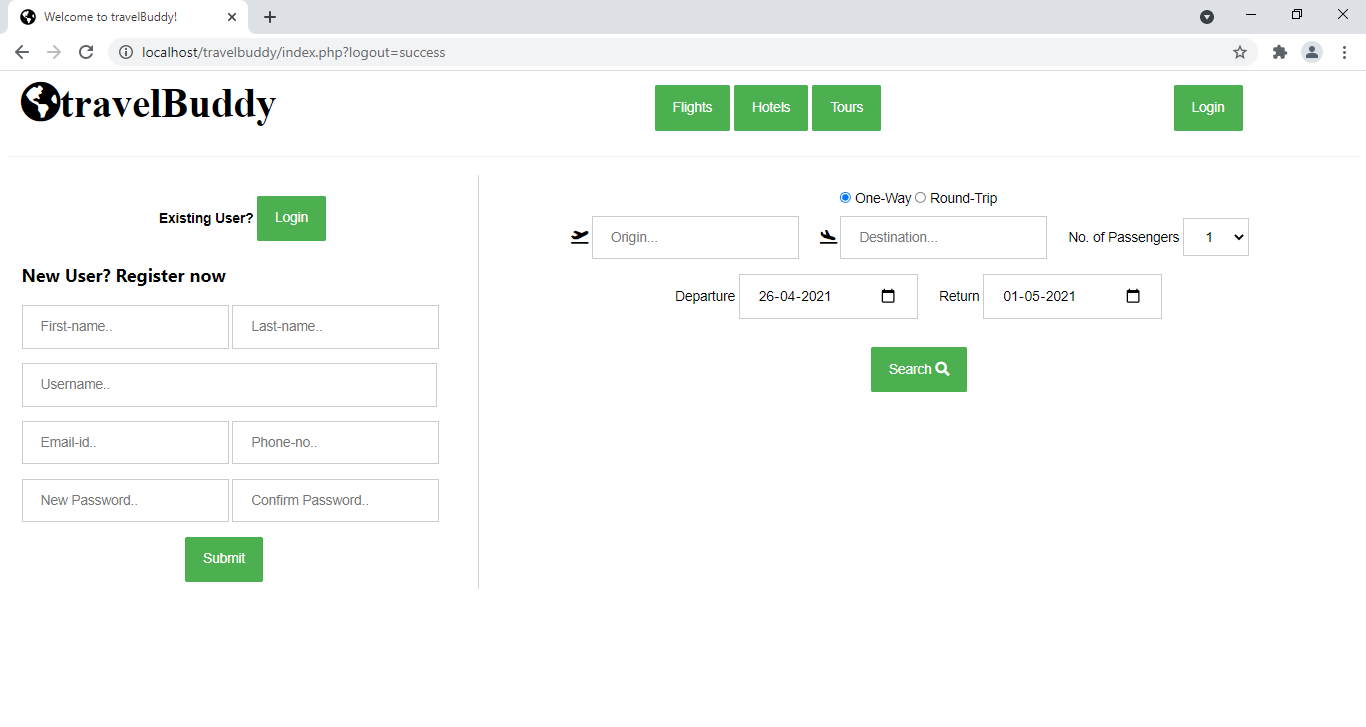 Welcome to travelBuddy!
localhost/travelbuddy/index.php?logout=success
travelBuddy
Flights Hotels Tours
Login
Existing User? Login
New User? Register now
First-name.. Last-name..
Username..
Email-id.. Phone-no..
New Password.. Confirm Password..
Submit
One-Way Round-Trip
Origin... Destination... No. of Passengers 1
Departure 26-04-2021 Return 01-05-2021
Search